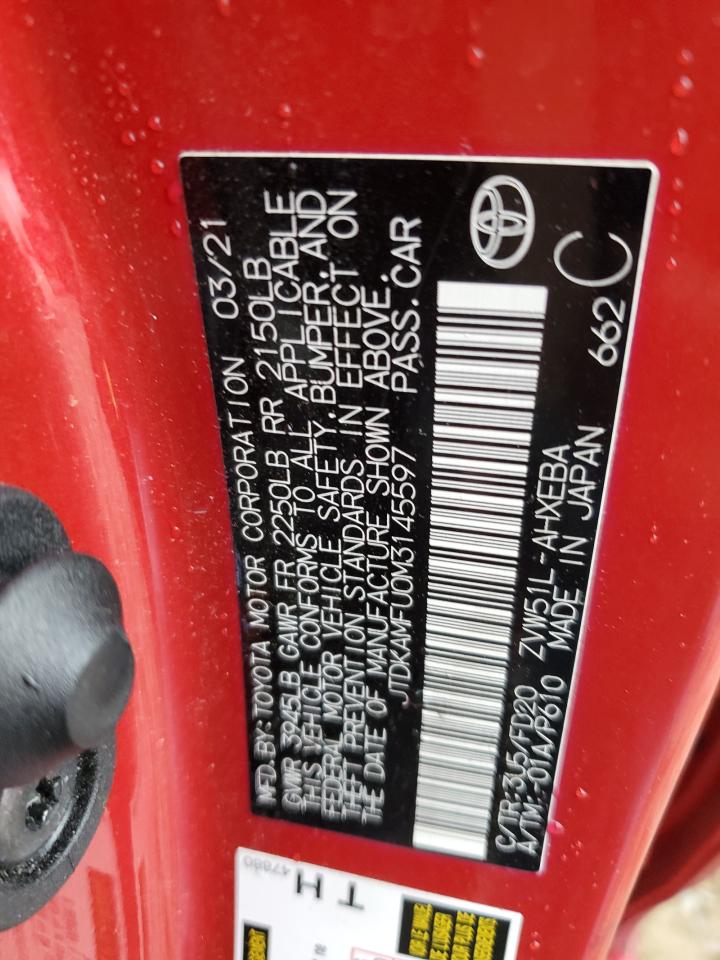 MFD.BY:TOYOTA MOTOR CORPORATION 03/21
GVWR 3945LB GAWR FR 2250LB RR 2150LB
THIS VEHICLE CONFORMS TO ALL APPLICABLE
FEDERAL MOTOR VEHICLE SAFETY,BUMPER,AND
THEFT PREVENTION STANDARDS IN EFFECT ON
THE DATE OF MANUFACTURE SHOWN ABOVE.
JTDKAMFU0M3145597 PASS.CAR
C/TR:3U5/FD20 ZVW51L-AHXEBA 662 C
A/TM:-01A/P610 MADE IN JAPAN
T H
47880